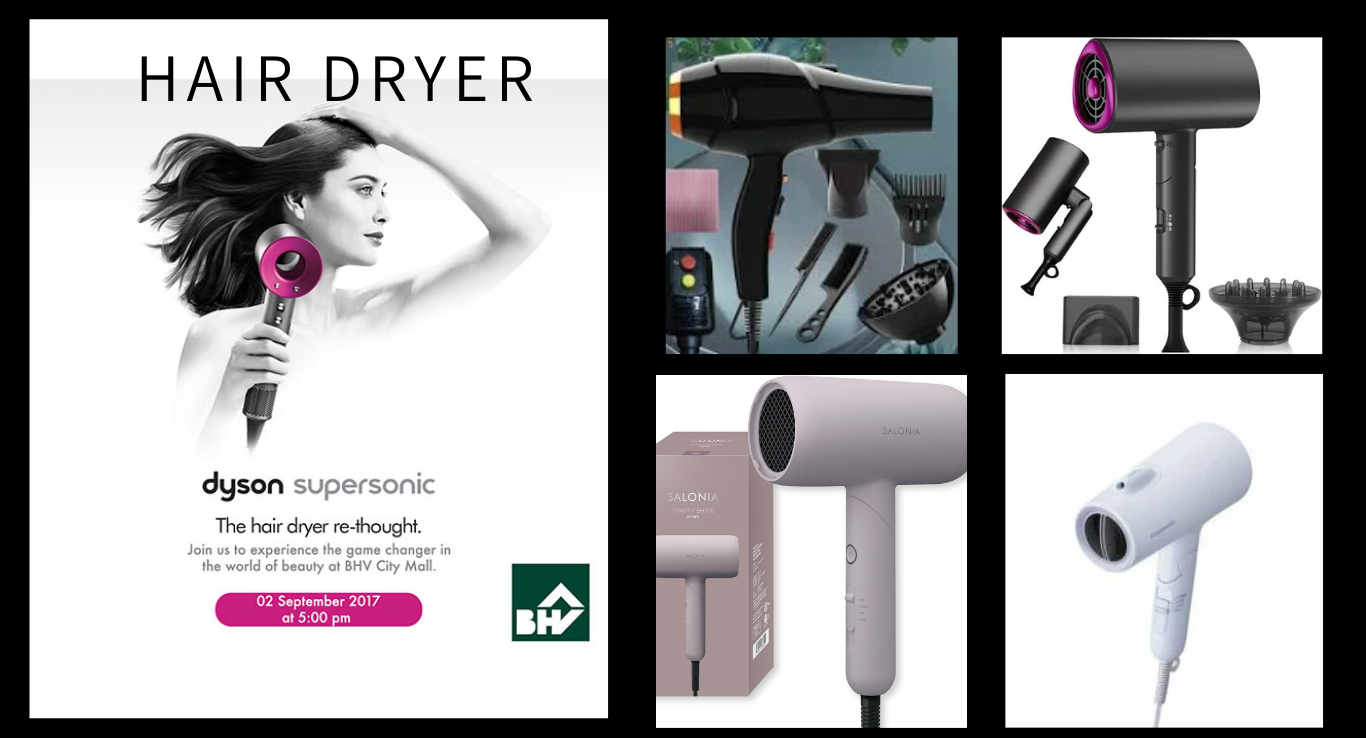 HAIR DRYER
dyson supersonic
The hair dryer re-thought.
Join us to experience the game changer in
the world of beauty at BHV City Mall.
02 September 2017
at 5:00 pm
BHV
SALONIA
SALONIA